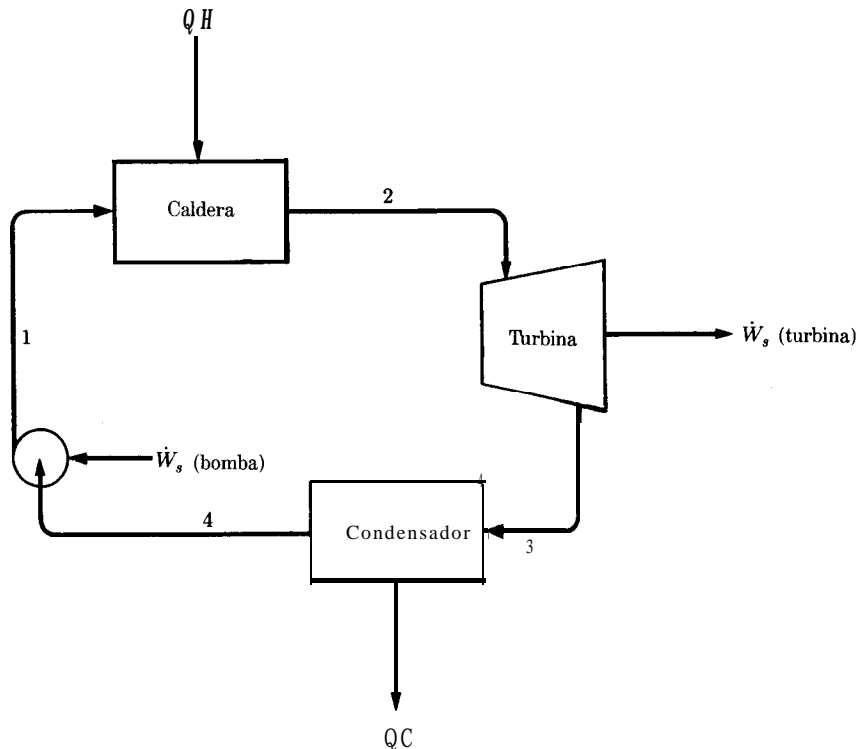 QH
Caldera
2
Turbina
Ẇₛ (turbina)
1
Ẇₛ (bomba)
4
Condensador
3
QC